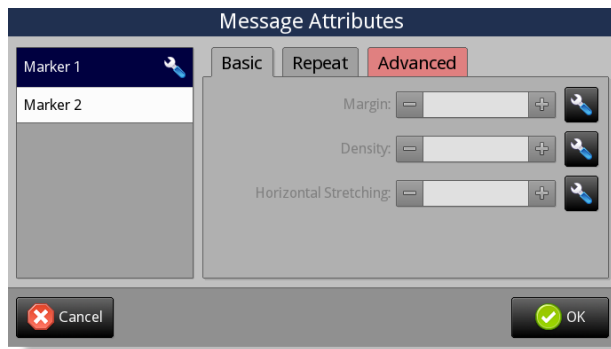 Message Attributes
Marker 1
Marker 2
Basic
Repeat
Advanced
Margin:
Density:
Horizontal Stretching:
Cancel
OK